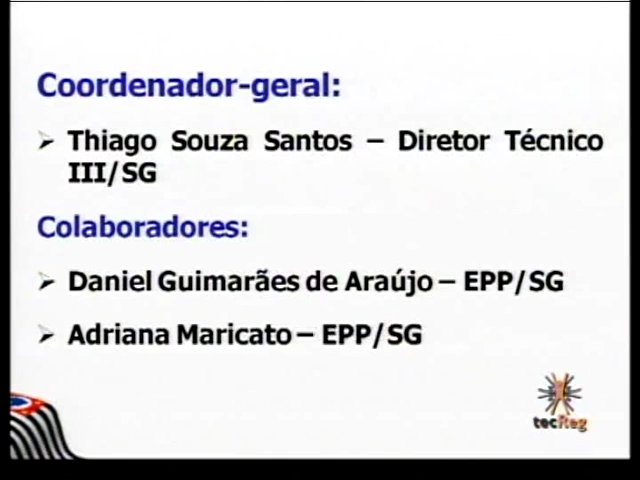 Coordenador-geral:
Thiago Souza Santos – Diretor Técnico
III/SG
Colaboradores:
Daniel Guimarães de Araújo – EPP/SG
Adriana Maricato – EPP/SG
tecReg